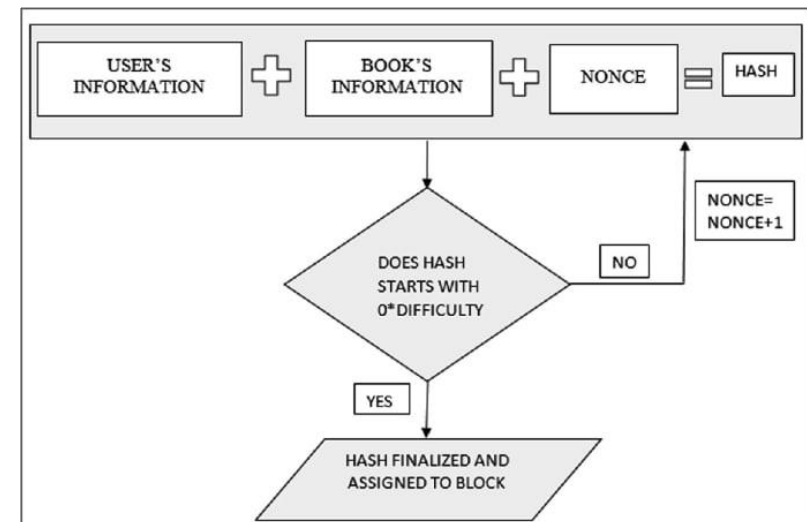 USER'S
INFORMATION
BOOK'S
INFORMATION
NONCE
HASH
NONCE=
NONCE+1
DOES HASH
STARTS WITH
0*DIFFICULTY
NO
YES
HASH FINALIZED AND
ASSIGNED TO BLOCK